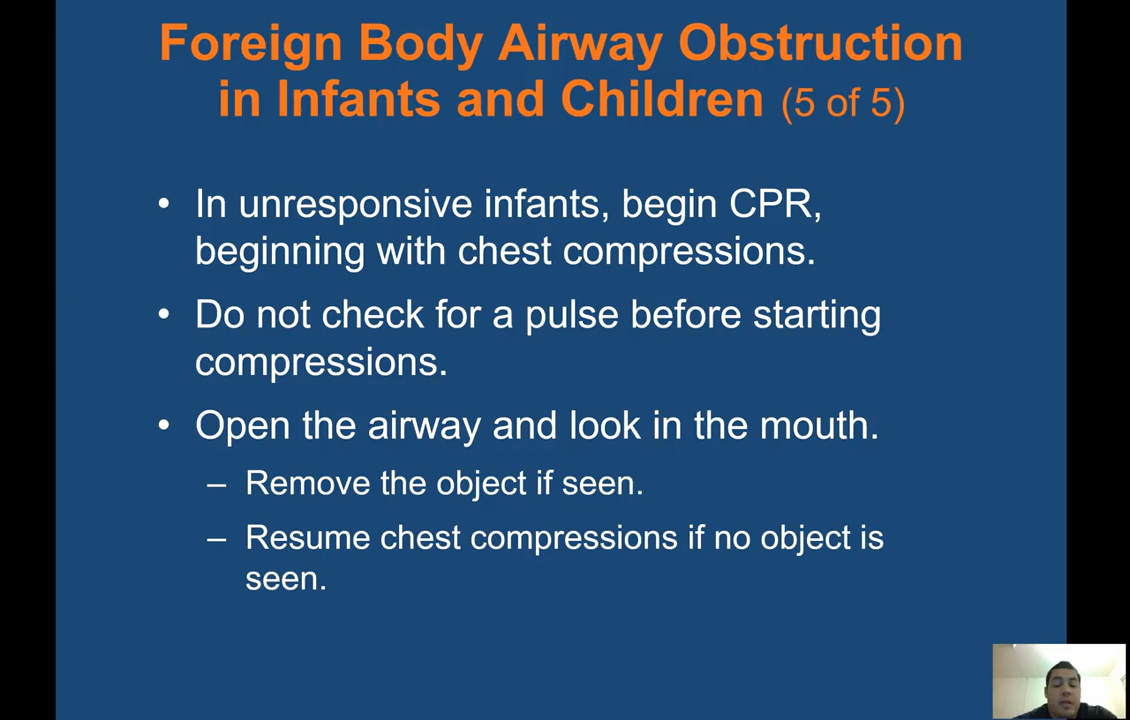 Foreign Body Airway Obstruction
in Infants and Children (5 of 5)
• In unresponsive infants, begin CPR,
beginning with chest compressions.
• Do not check for a pulse before starting
compressions.
• Open the airway and look in the mouth.
– Remove the object if seen.
– Resume chest compressions if no object is
seen.